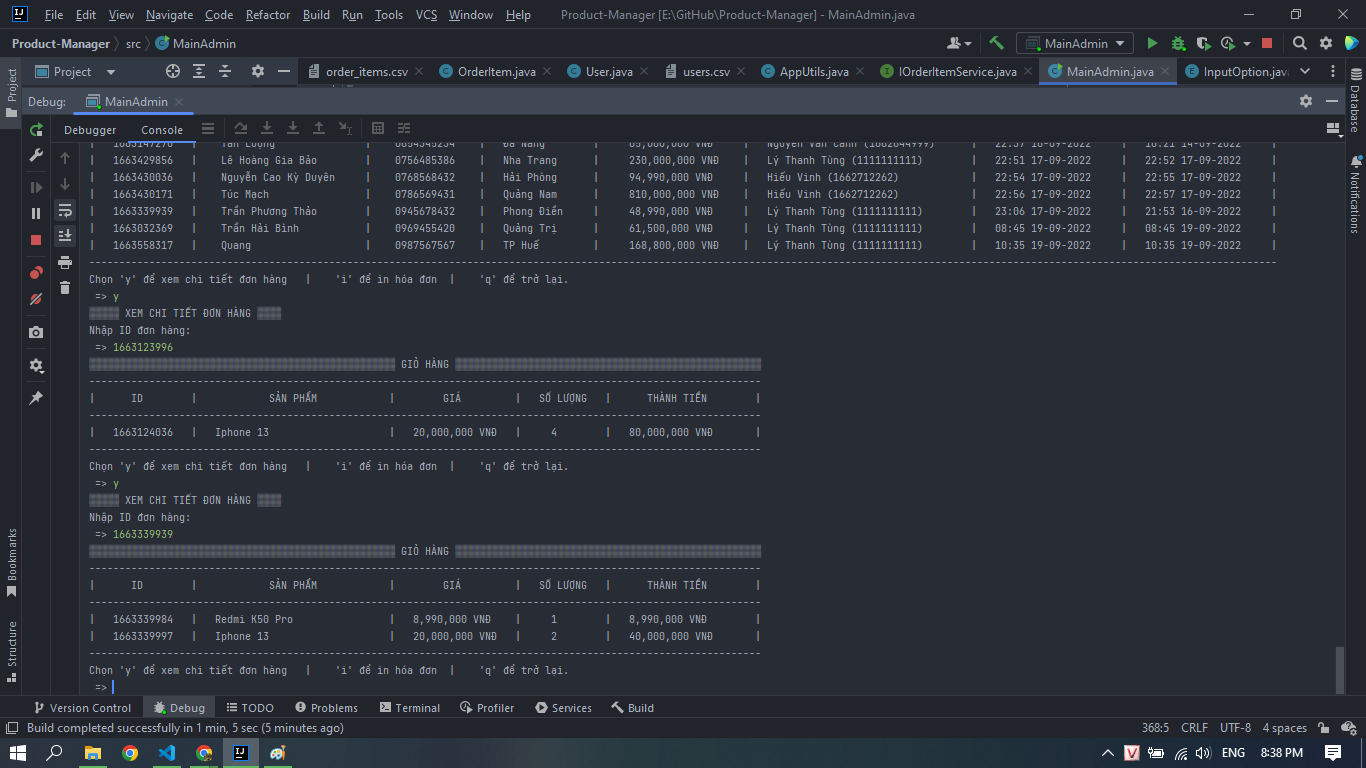 File Edit View Navigate Code Refactor Build Run Tools VCS Window Help Product-Manager [E:\GitHub\Product-Manager] - MainAdmin.java
Product-Manager src MainAdmin MainAdmin
Project order_items.csv OrderItem.java User.java users.csv AppUtils.java IOrderItemService.java MainAdmin.java InputOption.java
Project
Database
Notifications
Bookmarks
Structure
Debug: MainAdmin
Debugger Console
| 1663429856 | Lê Hoàng Gia Bảo | 0756485386 | Nha Trang | 230,000,000 VNĐ | Lý Thanh Tùng (1111111111) | 22:51 17-09-2022 | 22:52 17-09-2022 |
| 1663430036 | Nguyễn Cao Kỳ Duyên | 0768568432 | Hải Phòng | 94,990,000 VNĐ | Hiếu Vinh (1662712262) | 22:54 17-09-2022 | 22:55 17-09-2022 |
| 1663430171 | Túc Mạch | 0786569431 | Quảng Nam | 810,000,000 VNĐ | Hiếu Vinh (1662712262) | 22:56 17-09-2022 | 22:57 17-09-2022 |
| 1663339939 | Trần Phương Thảo | 0945678432 | Phong Điền | 48,990,000 VNĐ | Lý Thanh Tùng (1111111111) | 23:06 17-09-2022 | 21:53 16-09-2022 |
| 1663032369 | Trần Hải Bình | 0969455420 | Quảng Trị | 61,500,000 VNĐ | Lý Thanh Tùng (1111111111) | 08:45 19-09-2022 | 08:45 19-09-2022 |
| 1663558317 | Quang | 0987567567 | TP Huế | 168,800,000 VNĐ | Lý Thanh Tùng (1111111111) | 10:35 19-09-2022 | 10:35 19-09-2022 |
Chọn 'y' để xem chi tiết đơn hàng | 'i' để in hóa đơn | 'q' để trở lại.
=> y
XEM CHI TIẾT ĐƠN HÀNG
Nhập ID đơn hàng:
=> 1663123996
GIỎ HÀNG
| ID | SẢN PHẨM | GIÁ | SỐ LƯỢNG | THÀNH TIỀN |
| 1663124036 | Iphone 13 | 20,000,000 VNĐ | 4 | 80,000,000 VNĐ |
Chọn 'y' để xem chi tiết đơn hàng | 'i' để in hóa đơn | 'q' để trở lại.
=> y
XEM CHI TIẾT ĐƠN HÀNG
Nhập ID đơn hàng:
=> 1663339939
GIỎ HÀNG
| ID | SẢN PHẨM | GIÁ | SỐ LƯỢNG | THÀNH TIỀN |
| 1663339984 | Redmi K50 Pro | 8,990,000 VNĐ | 1 | 8,990,000 VNĐ |
| 1663339997 | Iphone 13 | 20,000,000 VNĐ | 2 | 40,000,000 VNĐ |
Chọn 'y' để xem chi tiết đơn hàng | 'i' để in hóa đơn | 'q' để trở lại.
=>
Version Control Debug TODO Problems Terminal Profiler Services Build
Build completed successfully in 1 min, 5 sec (5 minutes ago) 368:5 CRLF UTF-8 4 spaces
ENG 8:38 PM